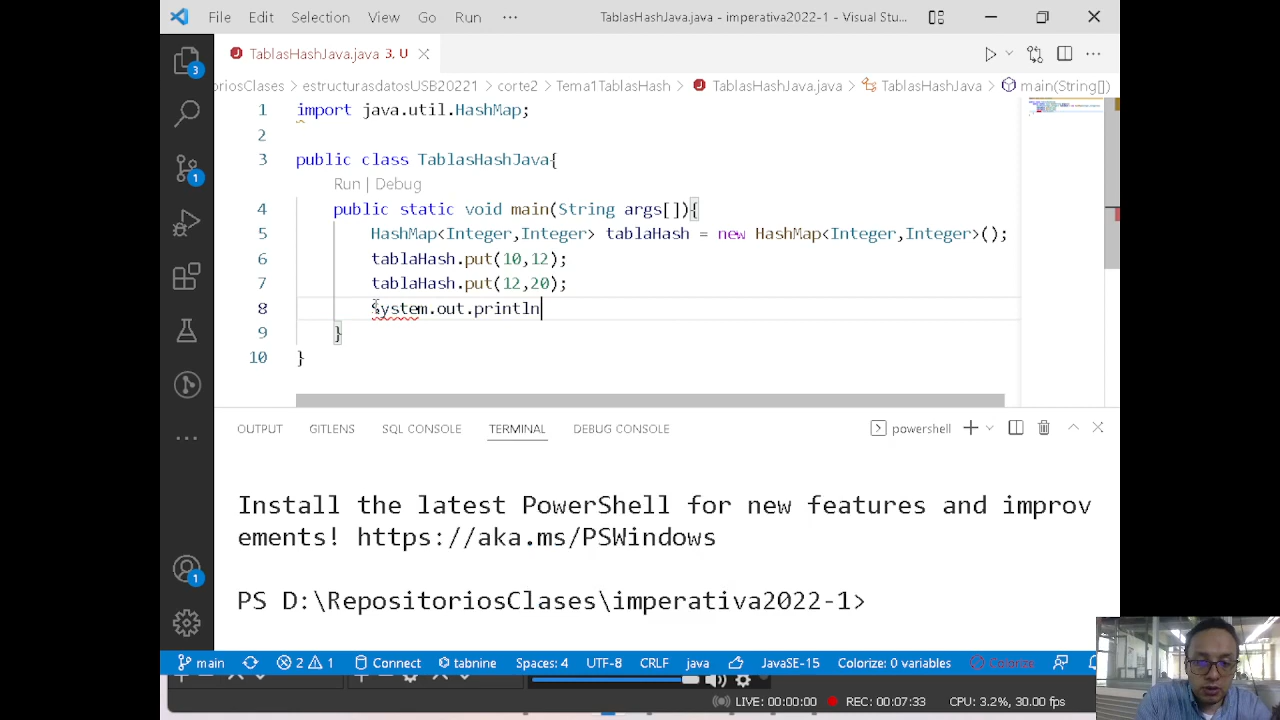 File Edit Selection View Go Run ··· TablasHashJava.java - imperativa2022-1 - Visual Stu...
TablasHashJava.java 3, U
oriosClases > estructurasdatosUSB20221 > corte2 > Tema1TablasHash > TablasHashJava.java > TablasHashJava > main(String[])
1 import java.util.HashMap;
2
3 public class TablasHashJava{
Run | Debug
4 public static void main(String args[]){
5 HashMap<Integer,Integer> tablaHash = new HashMap<Integer,Integer>();
6 tablaHash.put(10,12);
7 tablaHash.put(12,20);
8 System.out.println
9 }
10 }
3
1
1
OUTPUT GITLENS SQL CONSOLE TERMINAL DEBUG CONSOLE powershell
Install the latest PowerShell for new features and improv
ements! https://aka.ms/PSWindows
PS D:\RepositoriosClases\imperativa2022-1>
main 2 1 Connect tabnine Spaces: 4 UTF-8 CRLF java JavaSE-15 Colorize: 0 variables Colorize
LIVE: 00:00:00 REC: 00:07:33 CPU: 3.2%, 30.00 fps